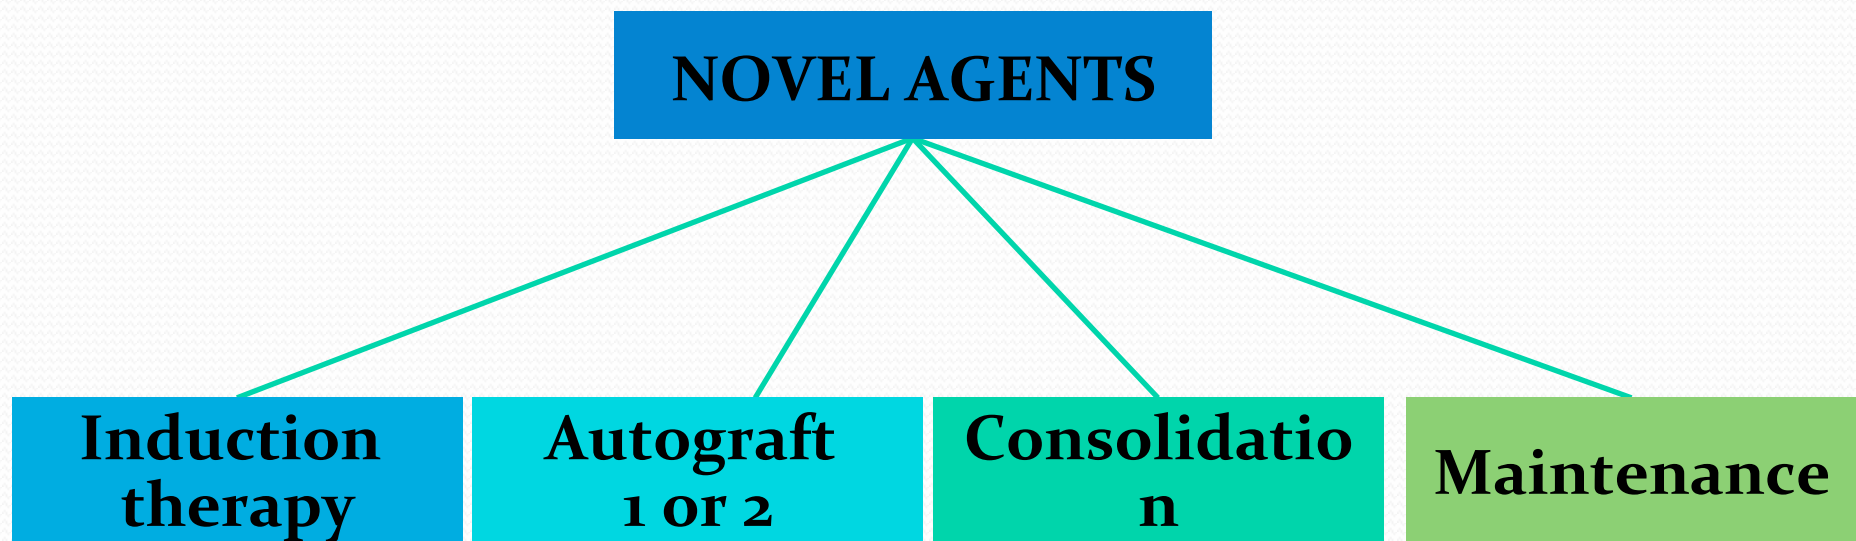 NOVEL AGENTS
Induction
therapy
Autograft
1 or 2
Consolidatio
n
Maintenance